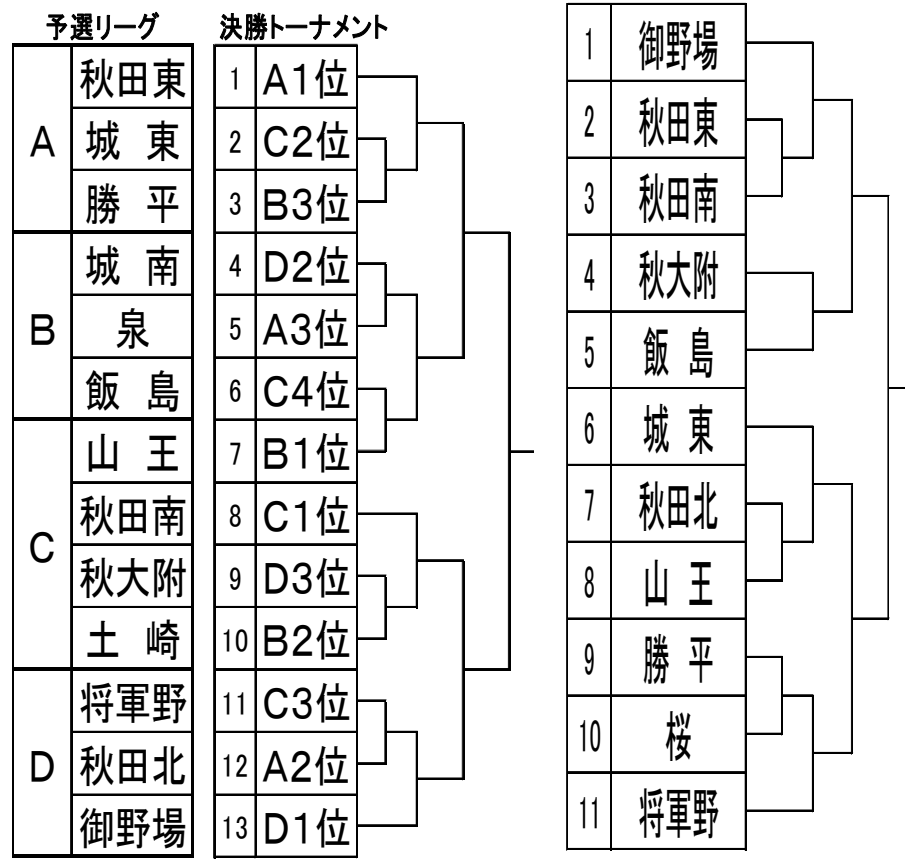 予選リーグ
A
秋田東
城 東
勝 平
B
城 南
泉
飯 島
C
山 王
秋田南
秋大附
土 崎
D
将軍野
秋田北
御野場
決勝トーナメント
1 A1位
2 C2位
3 B3位
4 D2位
5 A3位
6 C4位
7 B1位
8 C1位
9 D3位
10 B2位
11 C3位
12 A2位
13 D1位
1 御野場
2 秋田東
3 秋田南
4 秋大附
5 飯 島
6 城 東
7 秋田北
8 山 王
9 勝 平
10 桜
11 将軍野